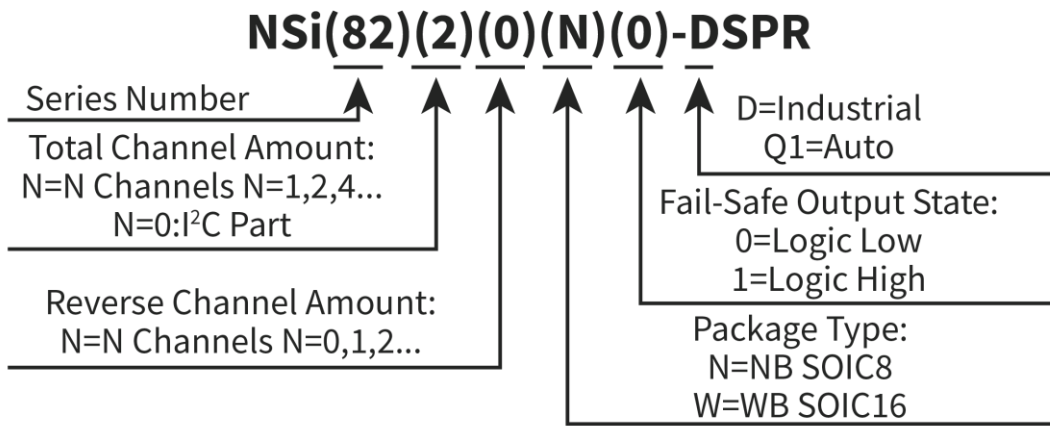 NSi(82)(2)(0)(N)(0)-DSPR
Series Number
Total Channel Amount:
N=N Channels N=1,2,4...
N=0:I²C Part
Reverse Channel Amount:
N=N Channels N=0,1,2...
D=Industrial
Q1=Auto
Fail-Safe Output State:
0=Logic Low
1=Logic High
Package Type:
N=NB SOIC8
W=WB SOIC16